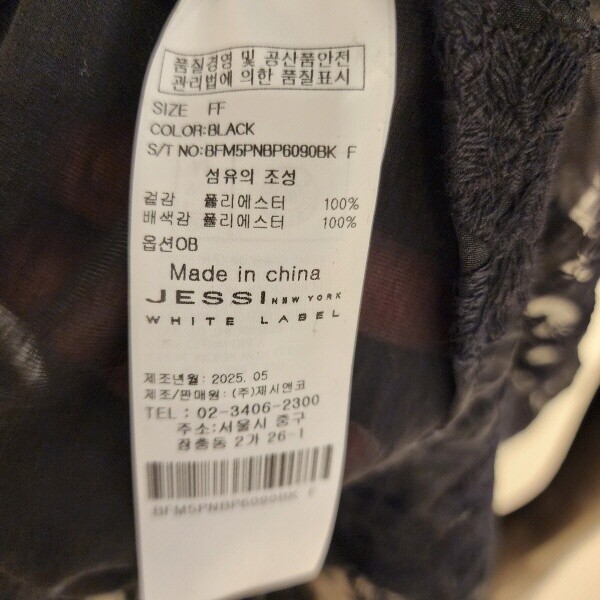 품질경영 및 공산품안전
관리법에 의한 품질표시
SIZE FF
COLOR:BLACK
S/T NO:BFM5PNBP6090BK F
섬유의 조성
겉감 폴리에스터 100%
배색감 폴리에스터 100%
옵션OB
Made in china
JESSI NEW YORK
WHITE LABEL
제조년월: 2025. 05
제조/판매원: (주)제시앤코
TEL : 02-3406-2300
주소:서울시 중구
장충동 2가 26-1
BFM5PNBP6090BK F